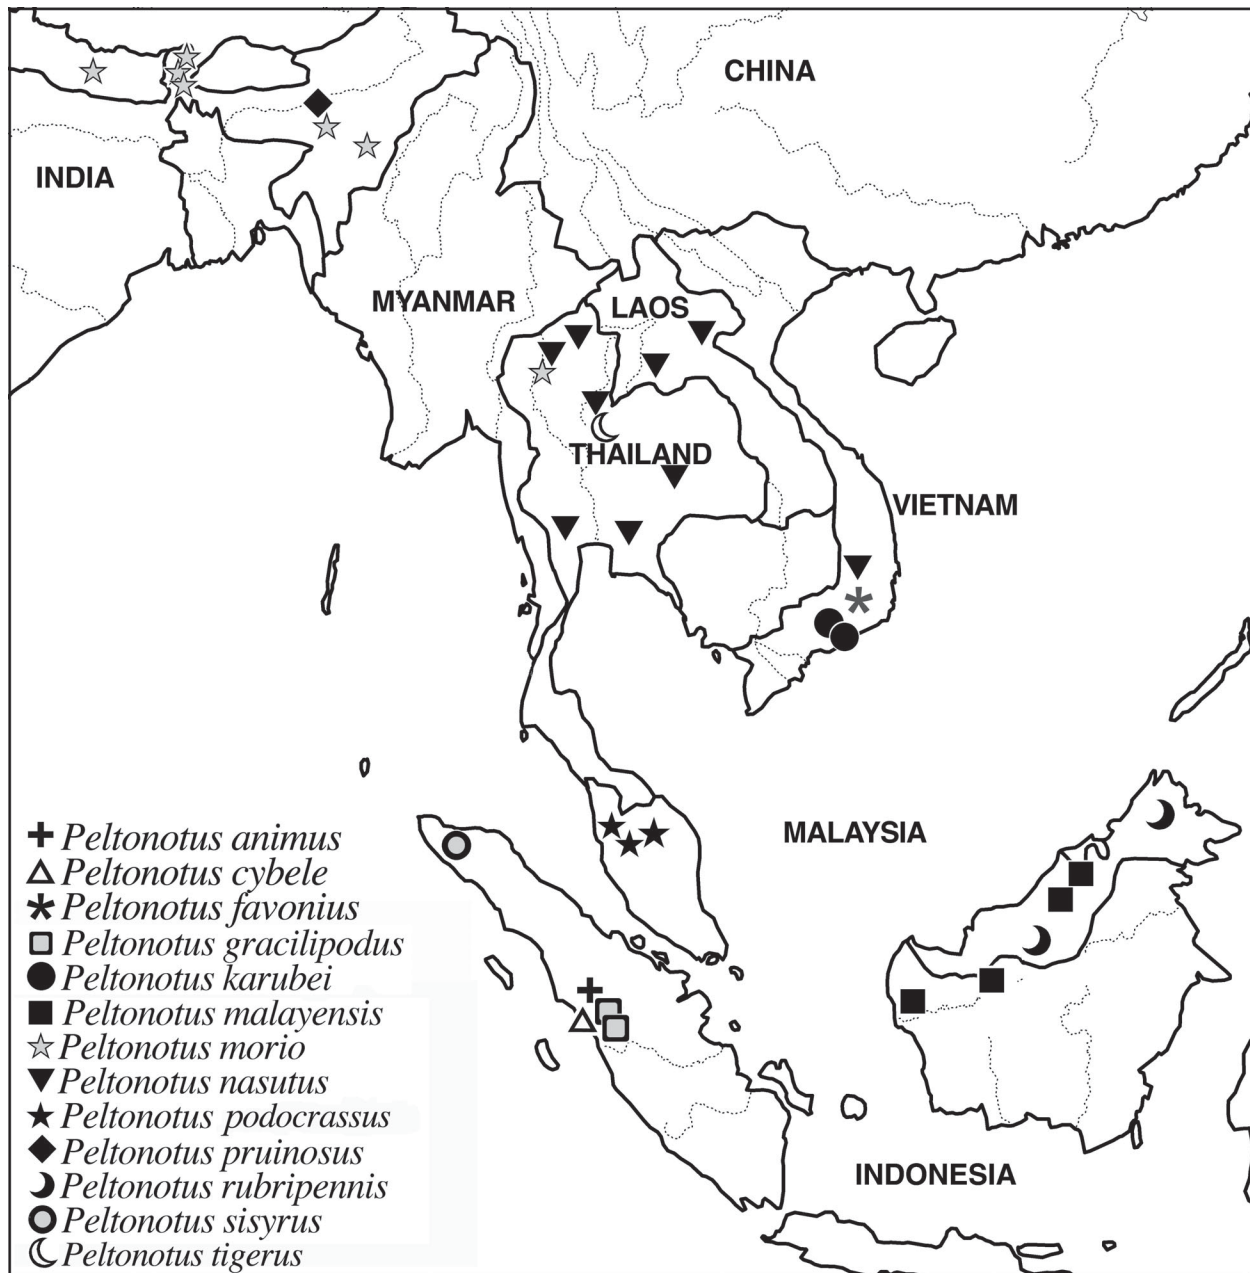 CHINA
INDIA
MYANMAR
LAOS
THAILAND
VIETNAM
MALAYSIA
INDONESIA
Peltonotus animus
Peltonotus cybele
Peltonotus favonius
Peltonotus gracilipodus
Peltonotus karubei
Peltonotus malayensis
Peltonotus morio
Peltonotus nasutus
Peltonotus podocrassus
Peltonotus pruinosus
Peltonotus rubripennis
Peltonotus sisyrus
Peltonotus tigerus